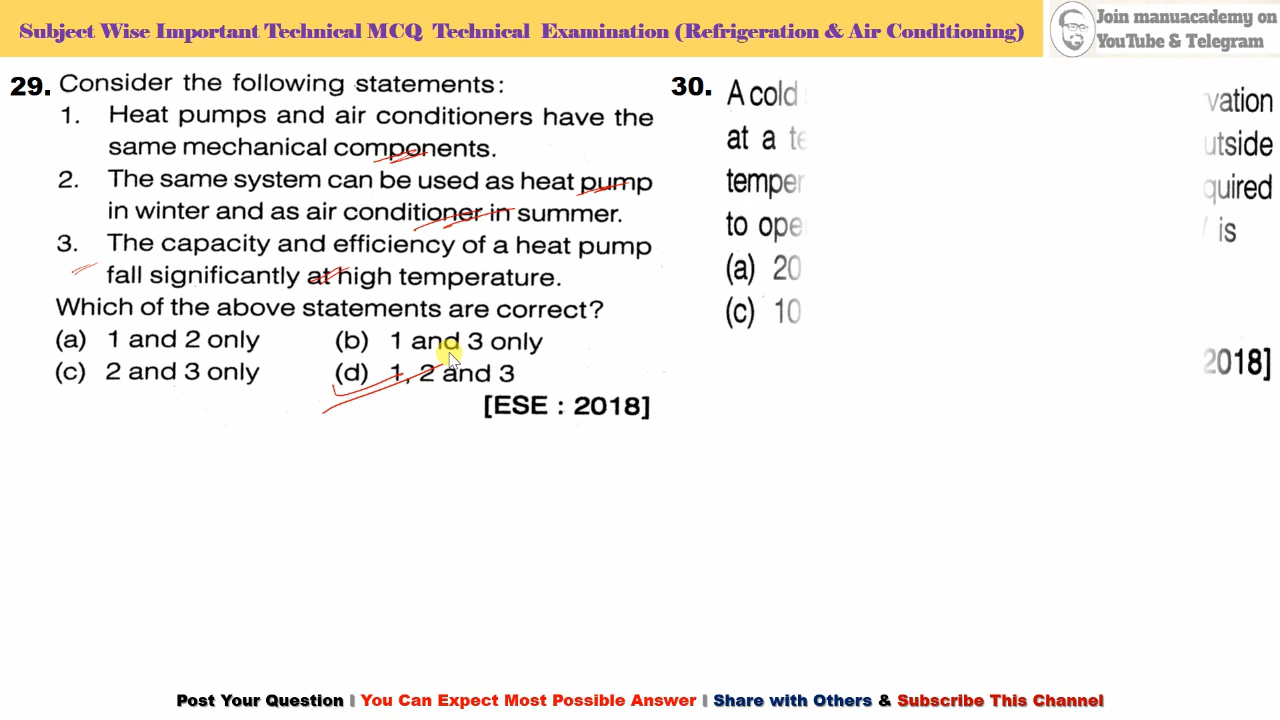 Subject Wise Important Technical MCQ Technical Examination (Refrigeration & Air Conditioning)
Join manuacademy on
YouTube & Telegram
29. Consider the following statements:
1. Heat pumps and air conditioners have the
same mechanical components.
2. The same system can be used as heat pump
in winter and as air conditioner in summer.
3. The capacity and efficiency of a heat pump
fall significantly at high temperature.
Which of the above statements are correct?
(a) 1 and 2 only (b) 1 and 3 only
(c) 2 and 3 only (d) 1, 2 and 3
[ESE : 2018]
30. A cold
at a
to
(a) 20
(c) 10
is
2018]
Post Your Question | You Can Expect Most Possible Answer | Share with Others & Subscribe This Channel